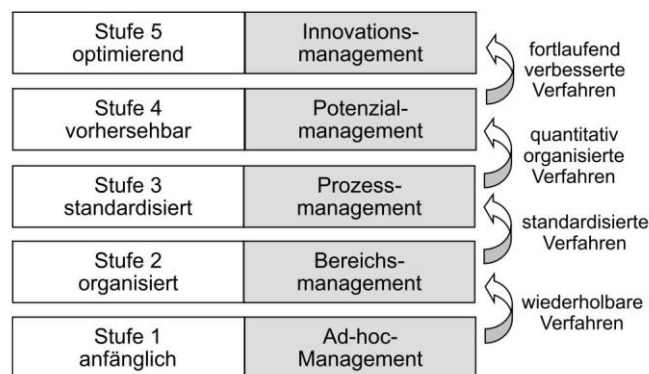 Stufe 5
optimierend
Innovations-
management
fortlaufend
verbesserte
Verfahren
Stufe 4
vorhersehbar
Potenzial-
management
quantitativ
organisierte
Verfahren
Stufe 3
standardisiert
Prozess-
management
standardisierte
Verfahren
Stufe 2
organisiert
Bereichs-
management
wiederholbare
Verfahren
Stufe 1
anfänglich
Ad-hoc-
Management